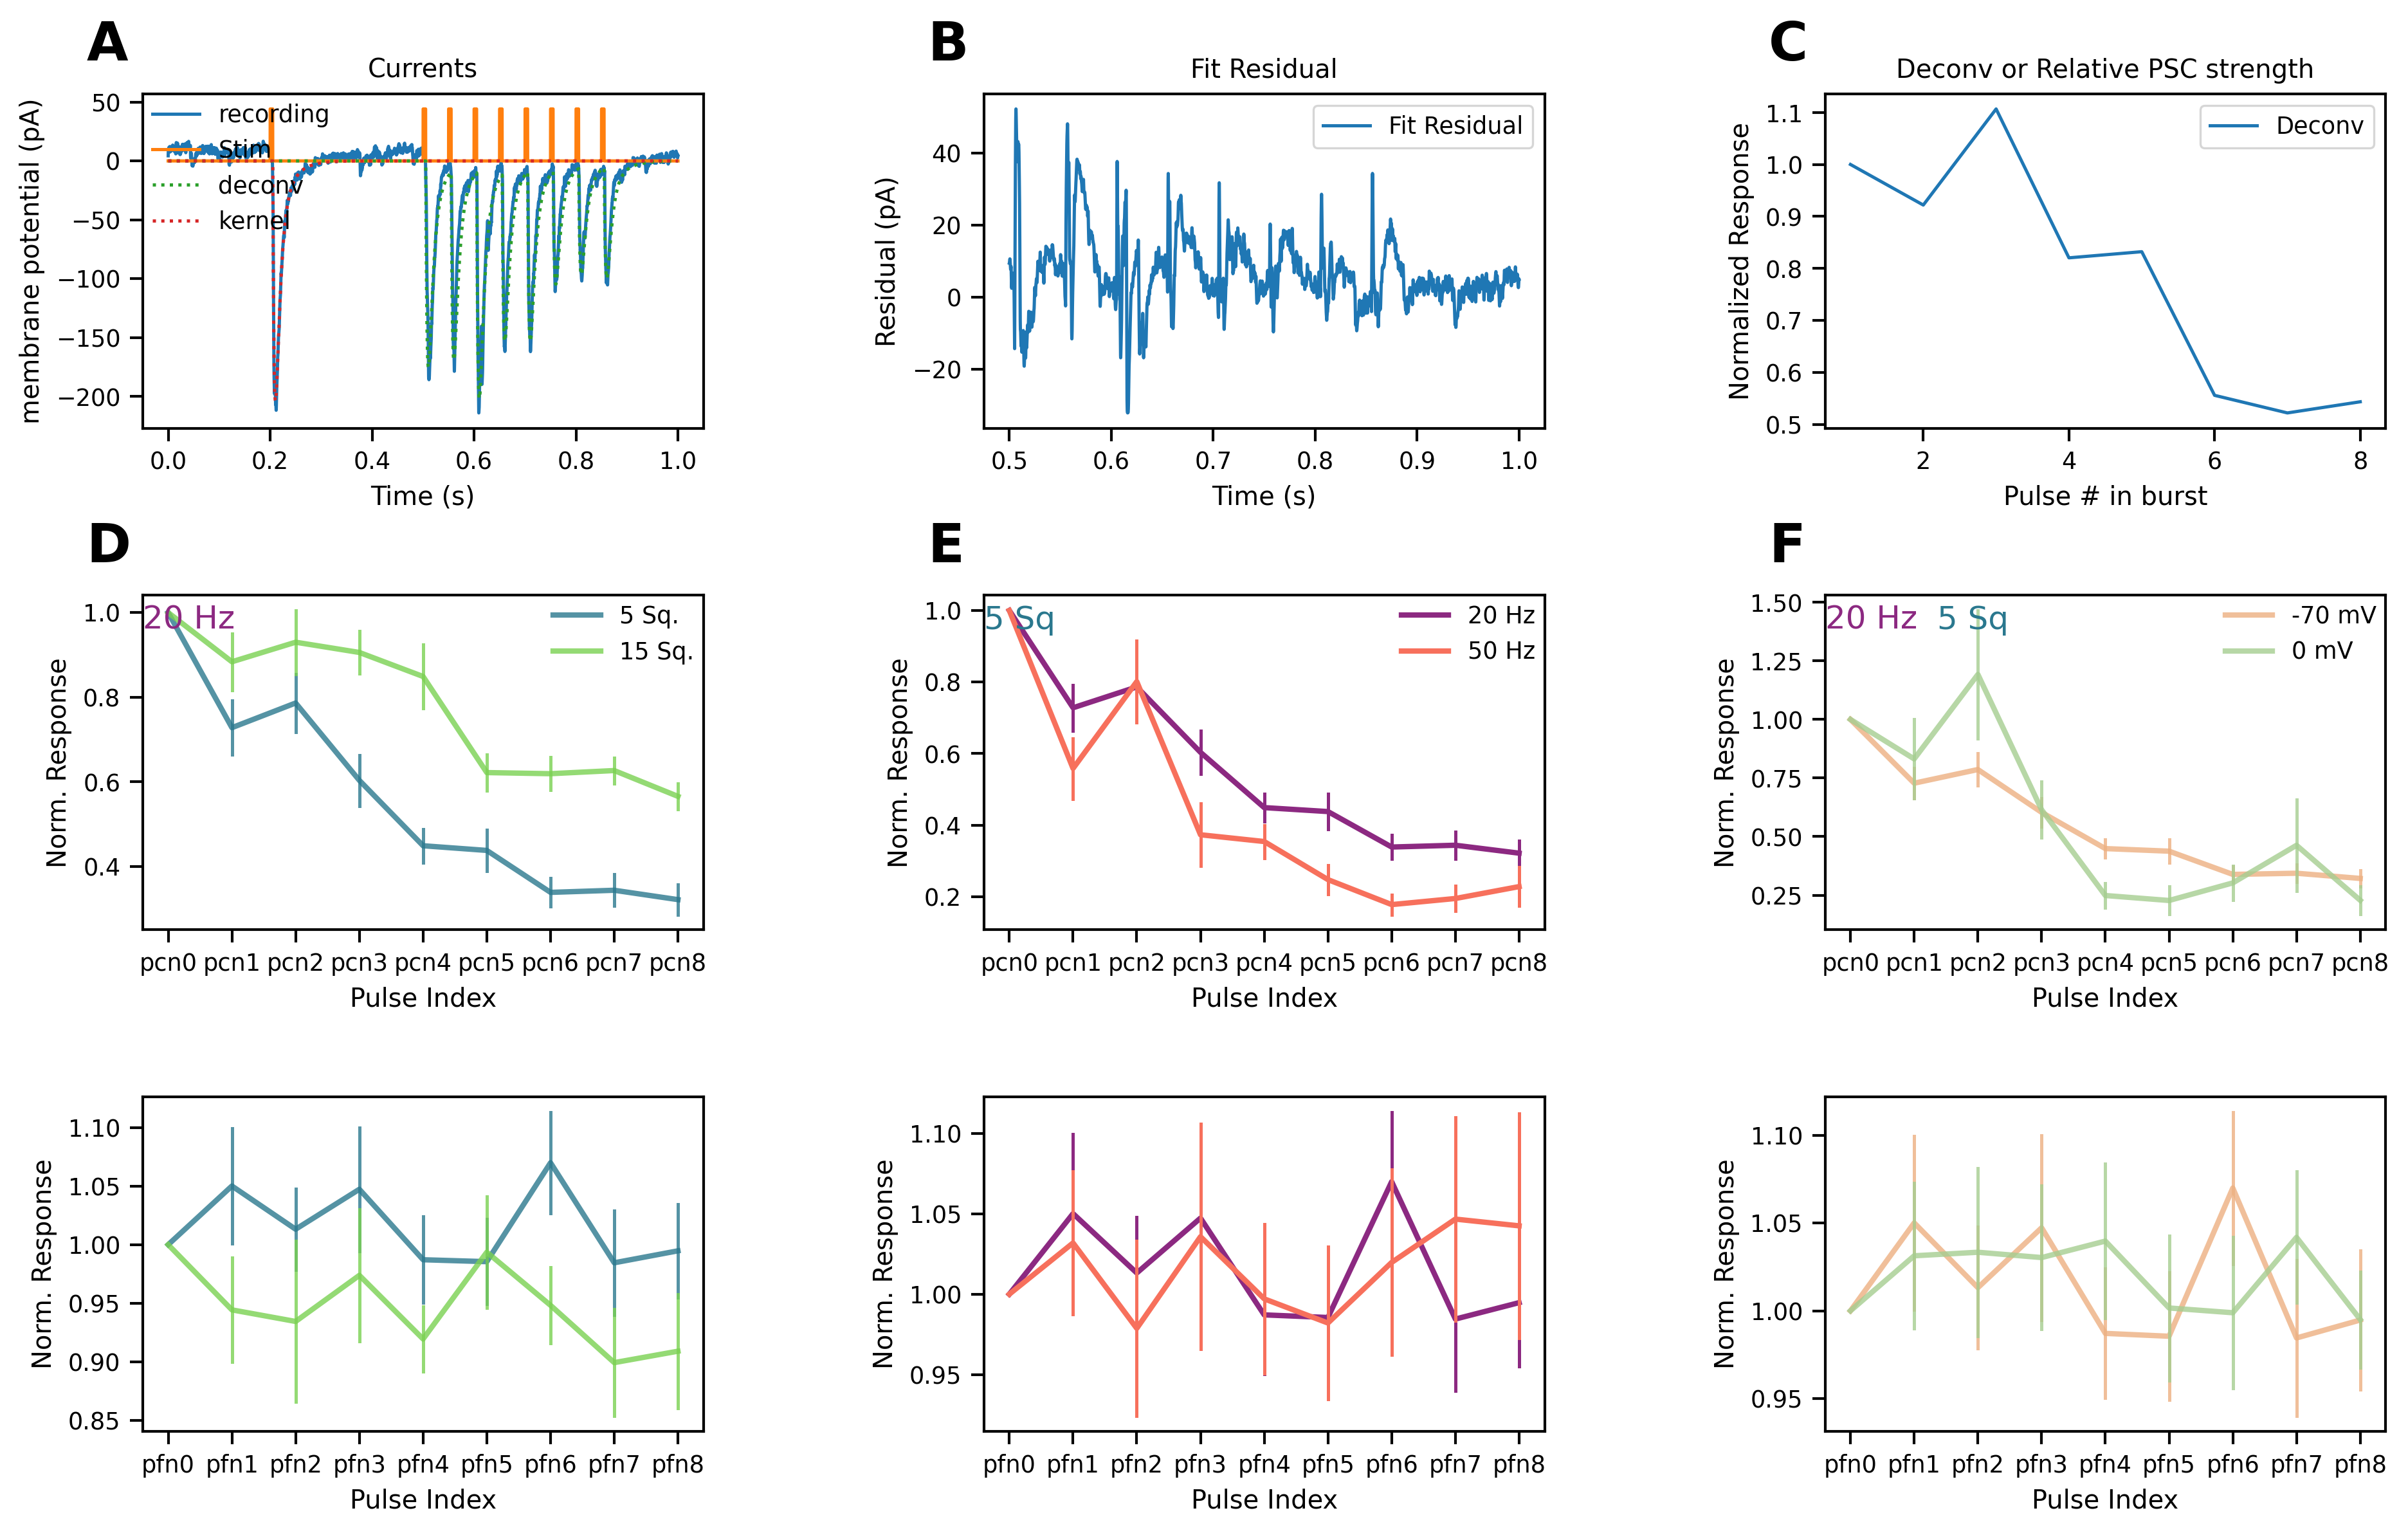 A
B
C
Currents
Fit Residual
Deconv or Relative PSC strength
membrane potential (pA)
50
0
−50
−100
−150
−200
recording
Stim
deconv
kernel
0.0 0.2 0.4 0.6 0.8 1.0
Time (s)
Residual (pA)
40
20
0
−20
Fit Residual
0.5 0.6 0.7 0.8 0.9 1.0
Time (s)
Normalized Response
1.1
1.0
0.9
0.8
0.7
0.6
0.5
Deconv
2 4 6 8
Pulse # in burst
D
E
F
Norm. Response
1.0
0.8
0.6
0.4
20 Hz
5 Sq.
15 Sq.
pcn0 pcn1 pcn2 pcn3 pcn4 pcn5 pcn6 pcn7 pcn8
Pulse Index
Norm. Response
1.0
0.8
0.6
0.4
0.2
5 Sq
20 Hz
50 Hz
pcn0 pcn1 pcn2 pcn3 pcn4 pcn5 pcn6 pcn7 pcn8
Pulse Index
Norm. Response
1.50
1.25
1.00
0.75
0.50
0.25
20 Hz 5 Sq
-70 mV
0 mV
pcn0 pcn1 pcn2 pcn3 pcn4 pcn5 pcn6 pcn7 pcn8
Pulse Index
Norm. Response
1.10
1.05
1.00
0.95
0.90
0.85
pfn0 pfn1 pfn2 pfn3 pfn4 pfn5 pfn6 pfn7 pfn8
Pulse Index
Norm. Response
1.10
1.05
1.00
0.95
pfn0 pfn1 pfn2 pfn3 pfn4 pfn5 pfn6 pfn7 pfn8
Pulse Index
Norm. Response
1.10
1.05
1.00
0.95
pfn0 pfn1 pfn2 pfn3 pfn4 pfn5 pfn6 pfn7 pfn8
Pulse Index